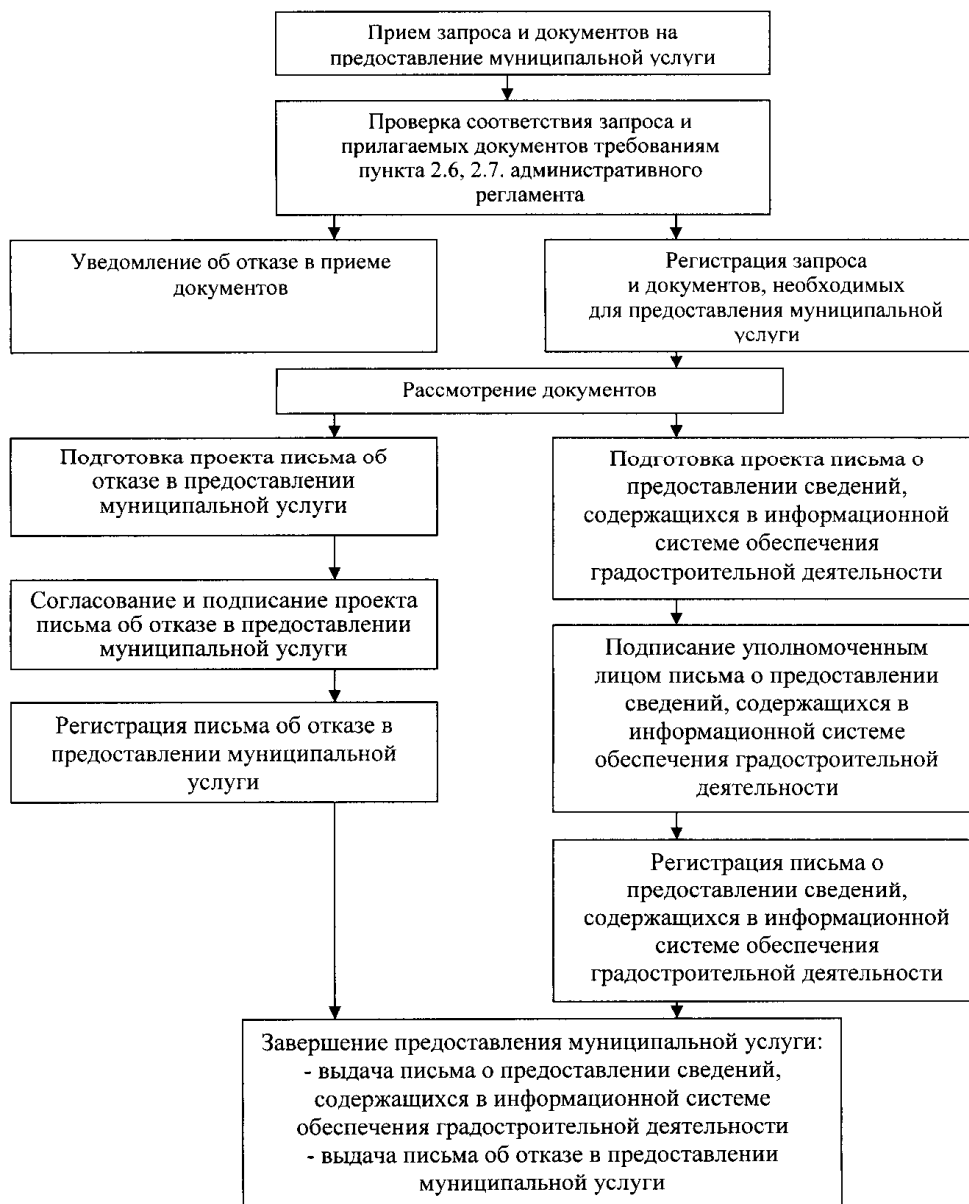 Прием запроса и документов на
предоставление муниципальной услуги
Проверка соответствия запроса и
прилагаемых документов требованиям
пункта 2.6, 2.7. административного
регламента
Уведомление об отказе в приеме
документов
Регистрация запроса
и документов, необходимых
для предоставления муниципальной
услуги
Рассмотрение документов
Подготовка проекта письма об
отказе в предоставлении
муниципальной услуги
Подготовка проекта письма о
предоставлении сведений,
содержащихся в информационной
системе обеспечения
градостроительной деятельности
Согласование и подписание проекта
письма об отказе в предоставлении
муниципальной услуги
Подписание уполномоченным
лицом письма о предоставлении
сведений, содержащихся в
информационной системе
обеспечения градостроительной
деятельности
Регистрация письма об отказе в
предоставлении муниципальной
услуги
Регистрация письма о
предоставлении сведений,
содержащихся в информационной
системе обеспечения
градостроительной деятельности
Завершение предоставления муниципальной услуги:
- выдача письма о предоставлении сведений,
содержащихся в информационной системе
обеспечения градостроительной деятельности
- выдача письма об отказе в предоставлении
муниципальной услуги